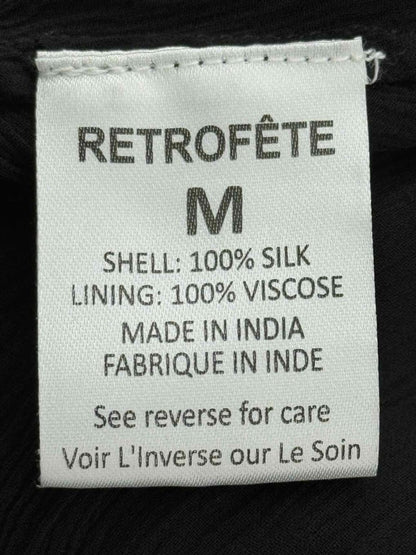 RETROFÊTE
M
SHELL: 100% SILK
LINING: 100% VISCOSE
MADE IN INDIA
FABRIQUE IN INDE
See reverse for care
Voir L'Inverse our Le Soin